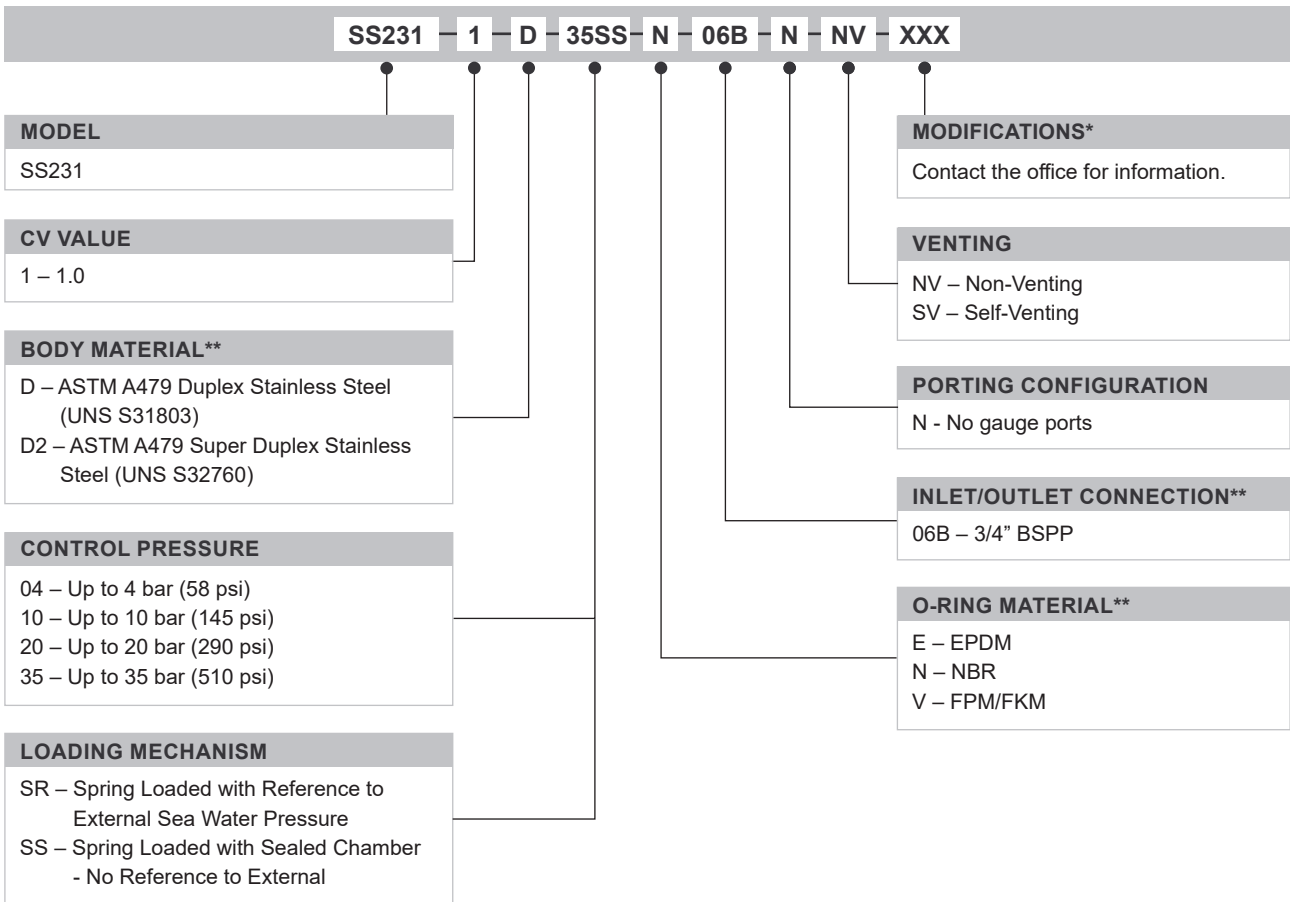 SS231 – 1 – D – 35SS – N – 06B – N – NV – XXX
MODEL
SS231
CV VALUE
1 – 1.0
BODY MATERIAL**
D – ASTM A479 Duplex Stainless Steel
(UNS S31803)
D2 – ASTM A479 Super Duplex Stainless
Steel (UNS S32760)
CONTROL PRESSURE
04 – Up to 4 bar (58 psi)
10 – Up to 10 bar (145 psi)
20 – Up to 20 bar (290 psi)
35 – Up to 35 bar (510 psi)
LOADING MECHANISM
SR – Spring Loaded with Reference to
External Sea Water Pressure
SS – Spring Loaded with Sealed Chamber
- No Reference to External
MODIFICATIONS*
Contact the office for information.
VENTING
NV – Non-Venting
SV – Self-Venting
PORTING CONFIGURATION
N - No gauge ports
INLET/OUTLET CONNECTION**
06B – 3/4” BSPP
O-RING MATERIAL**
E – EPDM
N – NBR
V – FPM/FKM